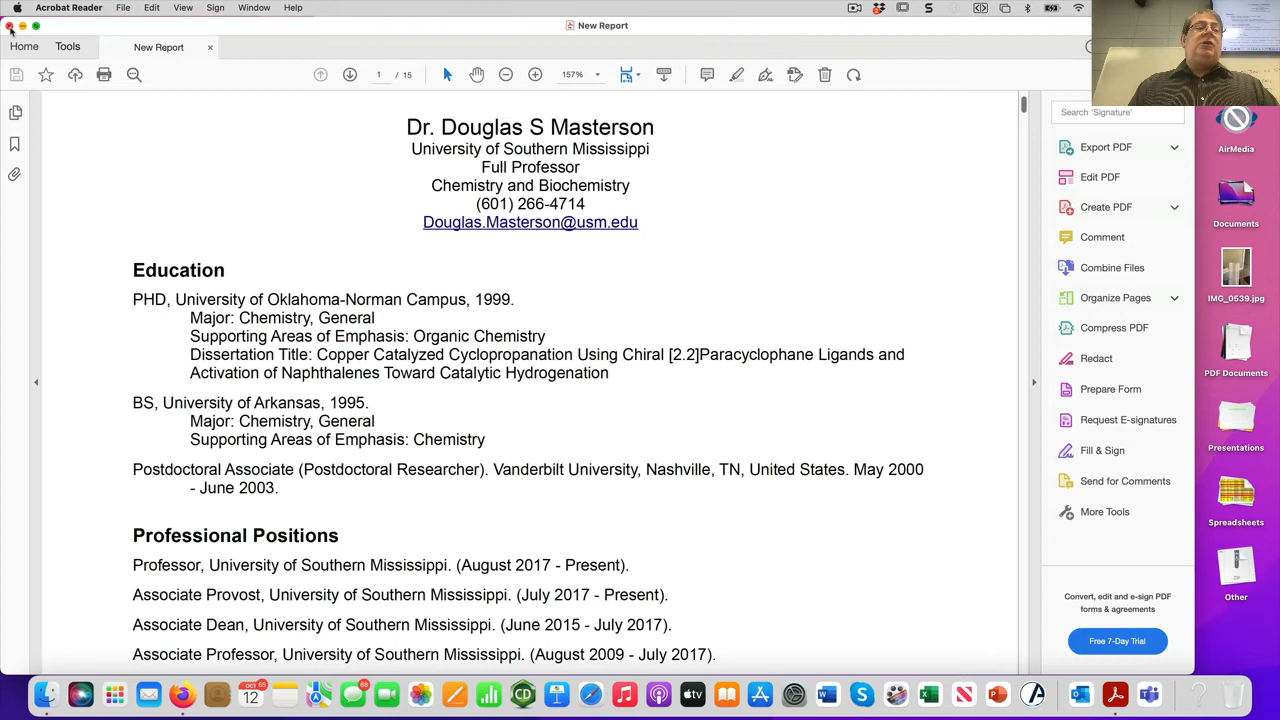 Acrobat Reader File Edit View Sign Window Help
New Report
Home Tools New Report
1 / 15 157%
Dr. Douglas S Masterson
University of Southern Mississippi
Full Professor
Chemistry and Biochemistry
(601) 266-4714
Douglas.Masterson@usm.edu
Education
PHD, University of Oklahoma-Norman Campus, 1999.
Major: Chemistry, General
Supporting Areas of Emphasis: Organic Chemistry
Dissertation Title: Copper Catalyzed Cyclopropanation Using Chiral [2.2]Paracyclophane Ligands and
Activation of Naphthalenes Toward Catalytic Hydrogenation
BS, University of Arkansas, 1995.
Major: Chemistry, General
Supporting Areas of Emphasis: Chemistry
Postdoctoral Associate (Postdoctoral Researcher). Vanderbilt University, Nashville, TN, United States. May 2000
- June 2003.
Professional Positions
Professor, University of Southern Mississippi. (August 2017 - Present).
Associate Provost, University of Southern Mississippi. (July 2017 - Present).
Associate Dean, University of Southern Mississippi. (June 2015 - July 2017).
Associate Professor, University of Southern Mississippi. (August 2009 - July 2017).
Search 'Signature'
Export PDF
Edit PDF
Create PDF
Comment
Combine Files
Organize Pages
Compress PDF
Redact
Prepare Form
Request E-signatures
Fill & Sign
Send for Comments
More Tools
Convert, edit and e-sign PDF
forms & agreements
Free 7-Day Trial
AirMedia
Documents
IMG_0539.jpg
PDF Documents
Presentations
Spreadsheets
ZIP
Other
OCT
12
68
CD
tv